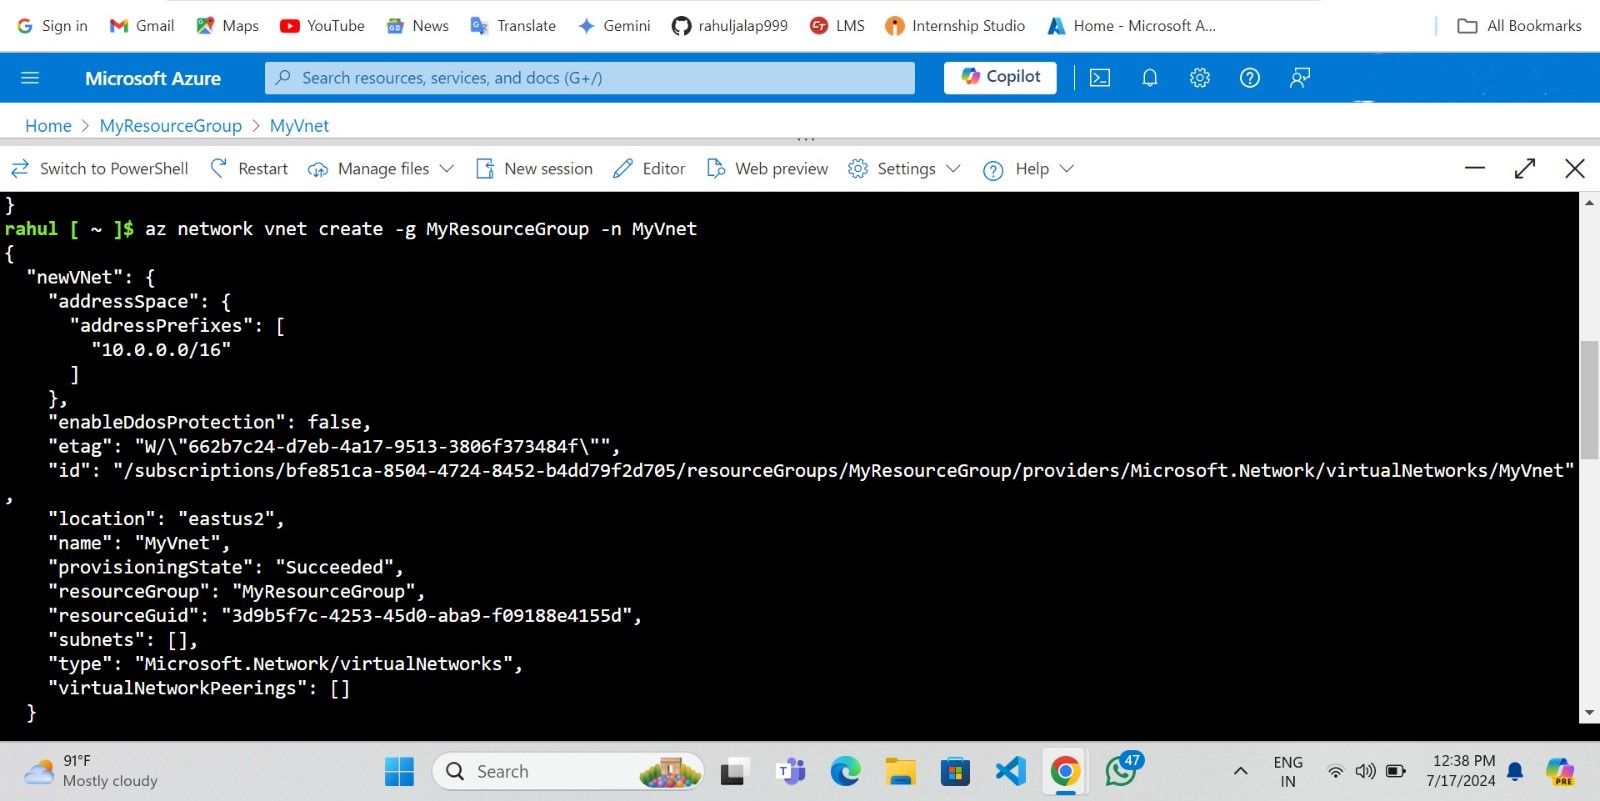 Sign in Gmail Maps YouTube News Translate Gemini rahuljalap999 LMS Internship Studio Home - Microsoft A... All Bookmarks
Microsoft Azure Search resources, services, and docs (G+/) Copilot
Home > MyResourceGroup > MyVnet
Switch to PowerShell Restart Manage files New session Editor Web preview Settings Help
}
rahul [ ~ ]$ az network vnet create -g MyResourceGroup -n MyVnet
{
  "newVNet": {
    "addressSpace": {
      "addressPrefixes": [
        "10.0.0.0/16"
      ]
    },
    "enableDdosProtection": false,
    "etag": "W/\"662b7c24-d7eb-4a17-9513-3806f373484f\"",
    "id": "/subscriptions/bfe851ca-8504-4724-8452-b4dd79f2d705/resourceGroups/MyResourceGroup/providers/Microsoft.Network/virtualNetworks/MyVnet"
,
    "location": "eastus2",
    "name": "MyVnet",
    "provisioningState": "Succeeded",
    "resourceGroup": "MyResourceGroup",
    "resourceGuid": "3d9b5f7c-4253-45d0-aba9-f09188e4155d",
    "subnets": [],
    "type": "Microsoft.Network/virtualNetworks",
    "virtualNetworkPeerings": []
  }
91°F
Mostly cloudy
Search
47
PRE
ENG
IN
12:38 PM
7/17/2024